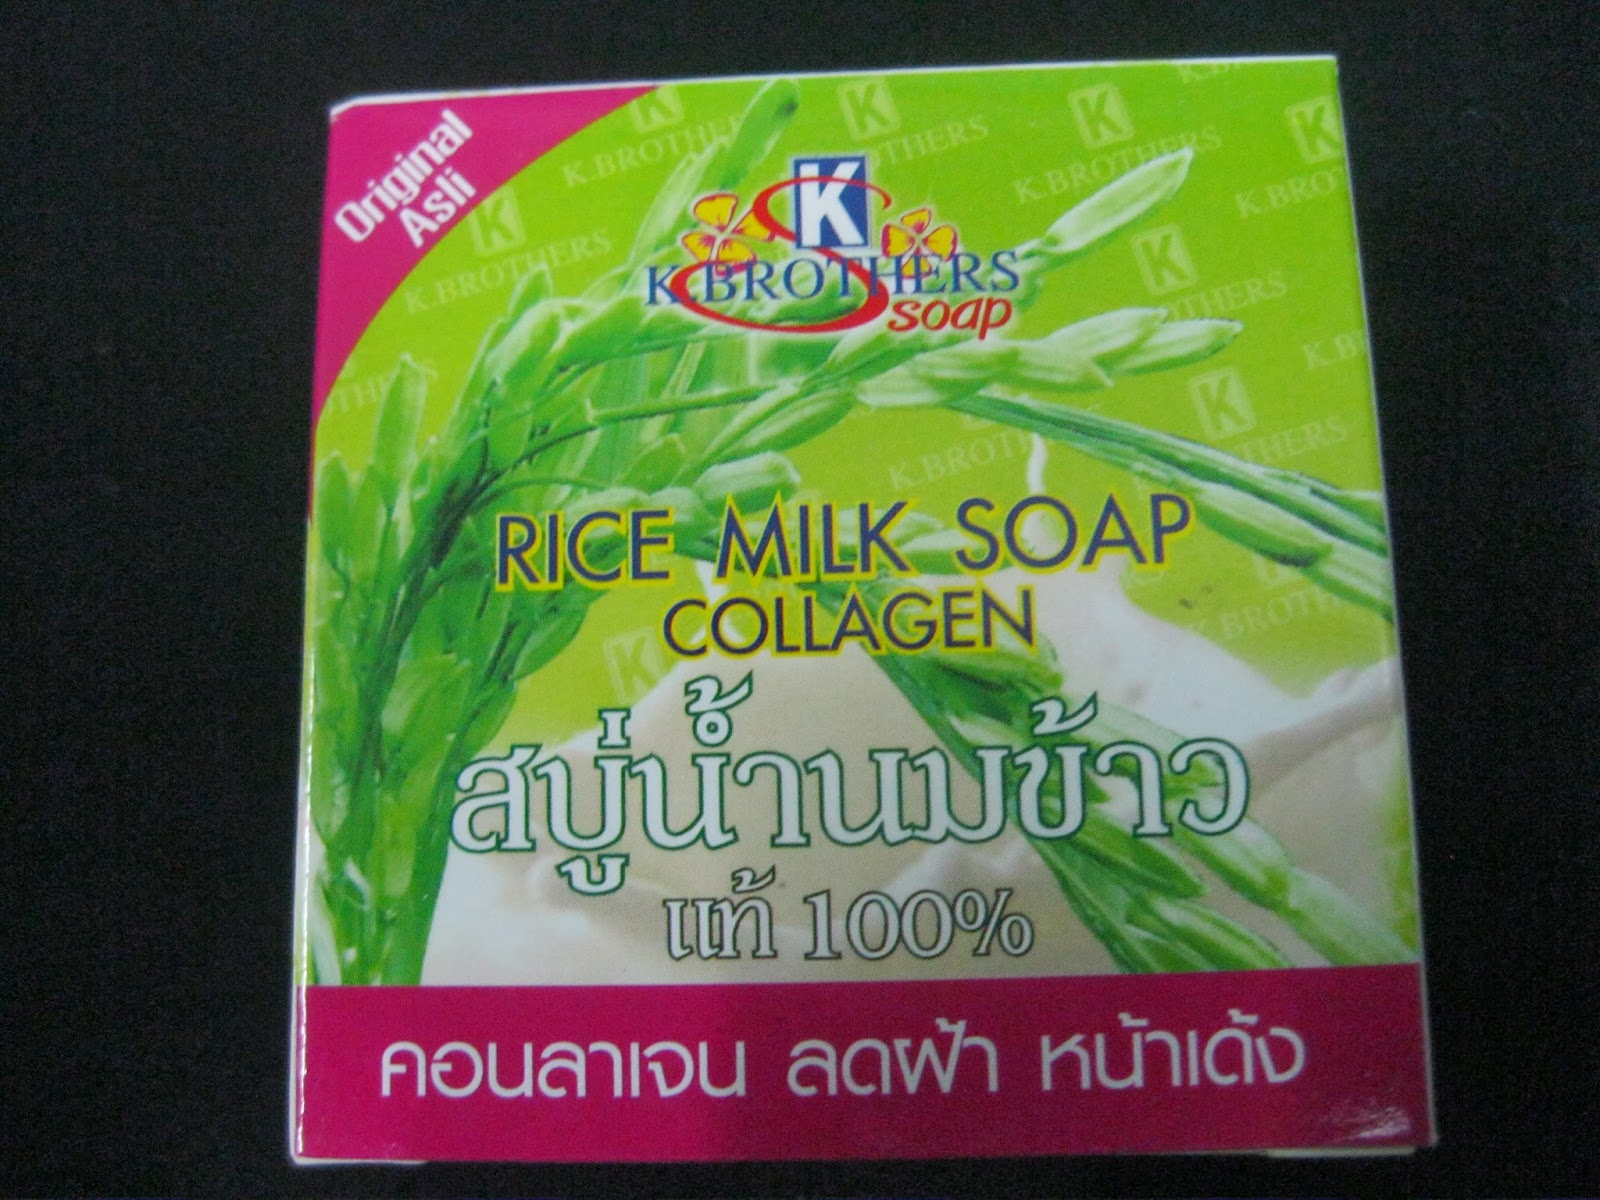 Original
Asli
K
K.BROTHERS
soap
RICE MILK SOAP
COLLAGEN
สบู่น้ำนมข้าว
แท้ 100%
คอนลาเจน ลดฝ้า หน้าเด้ง